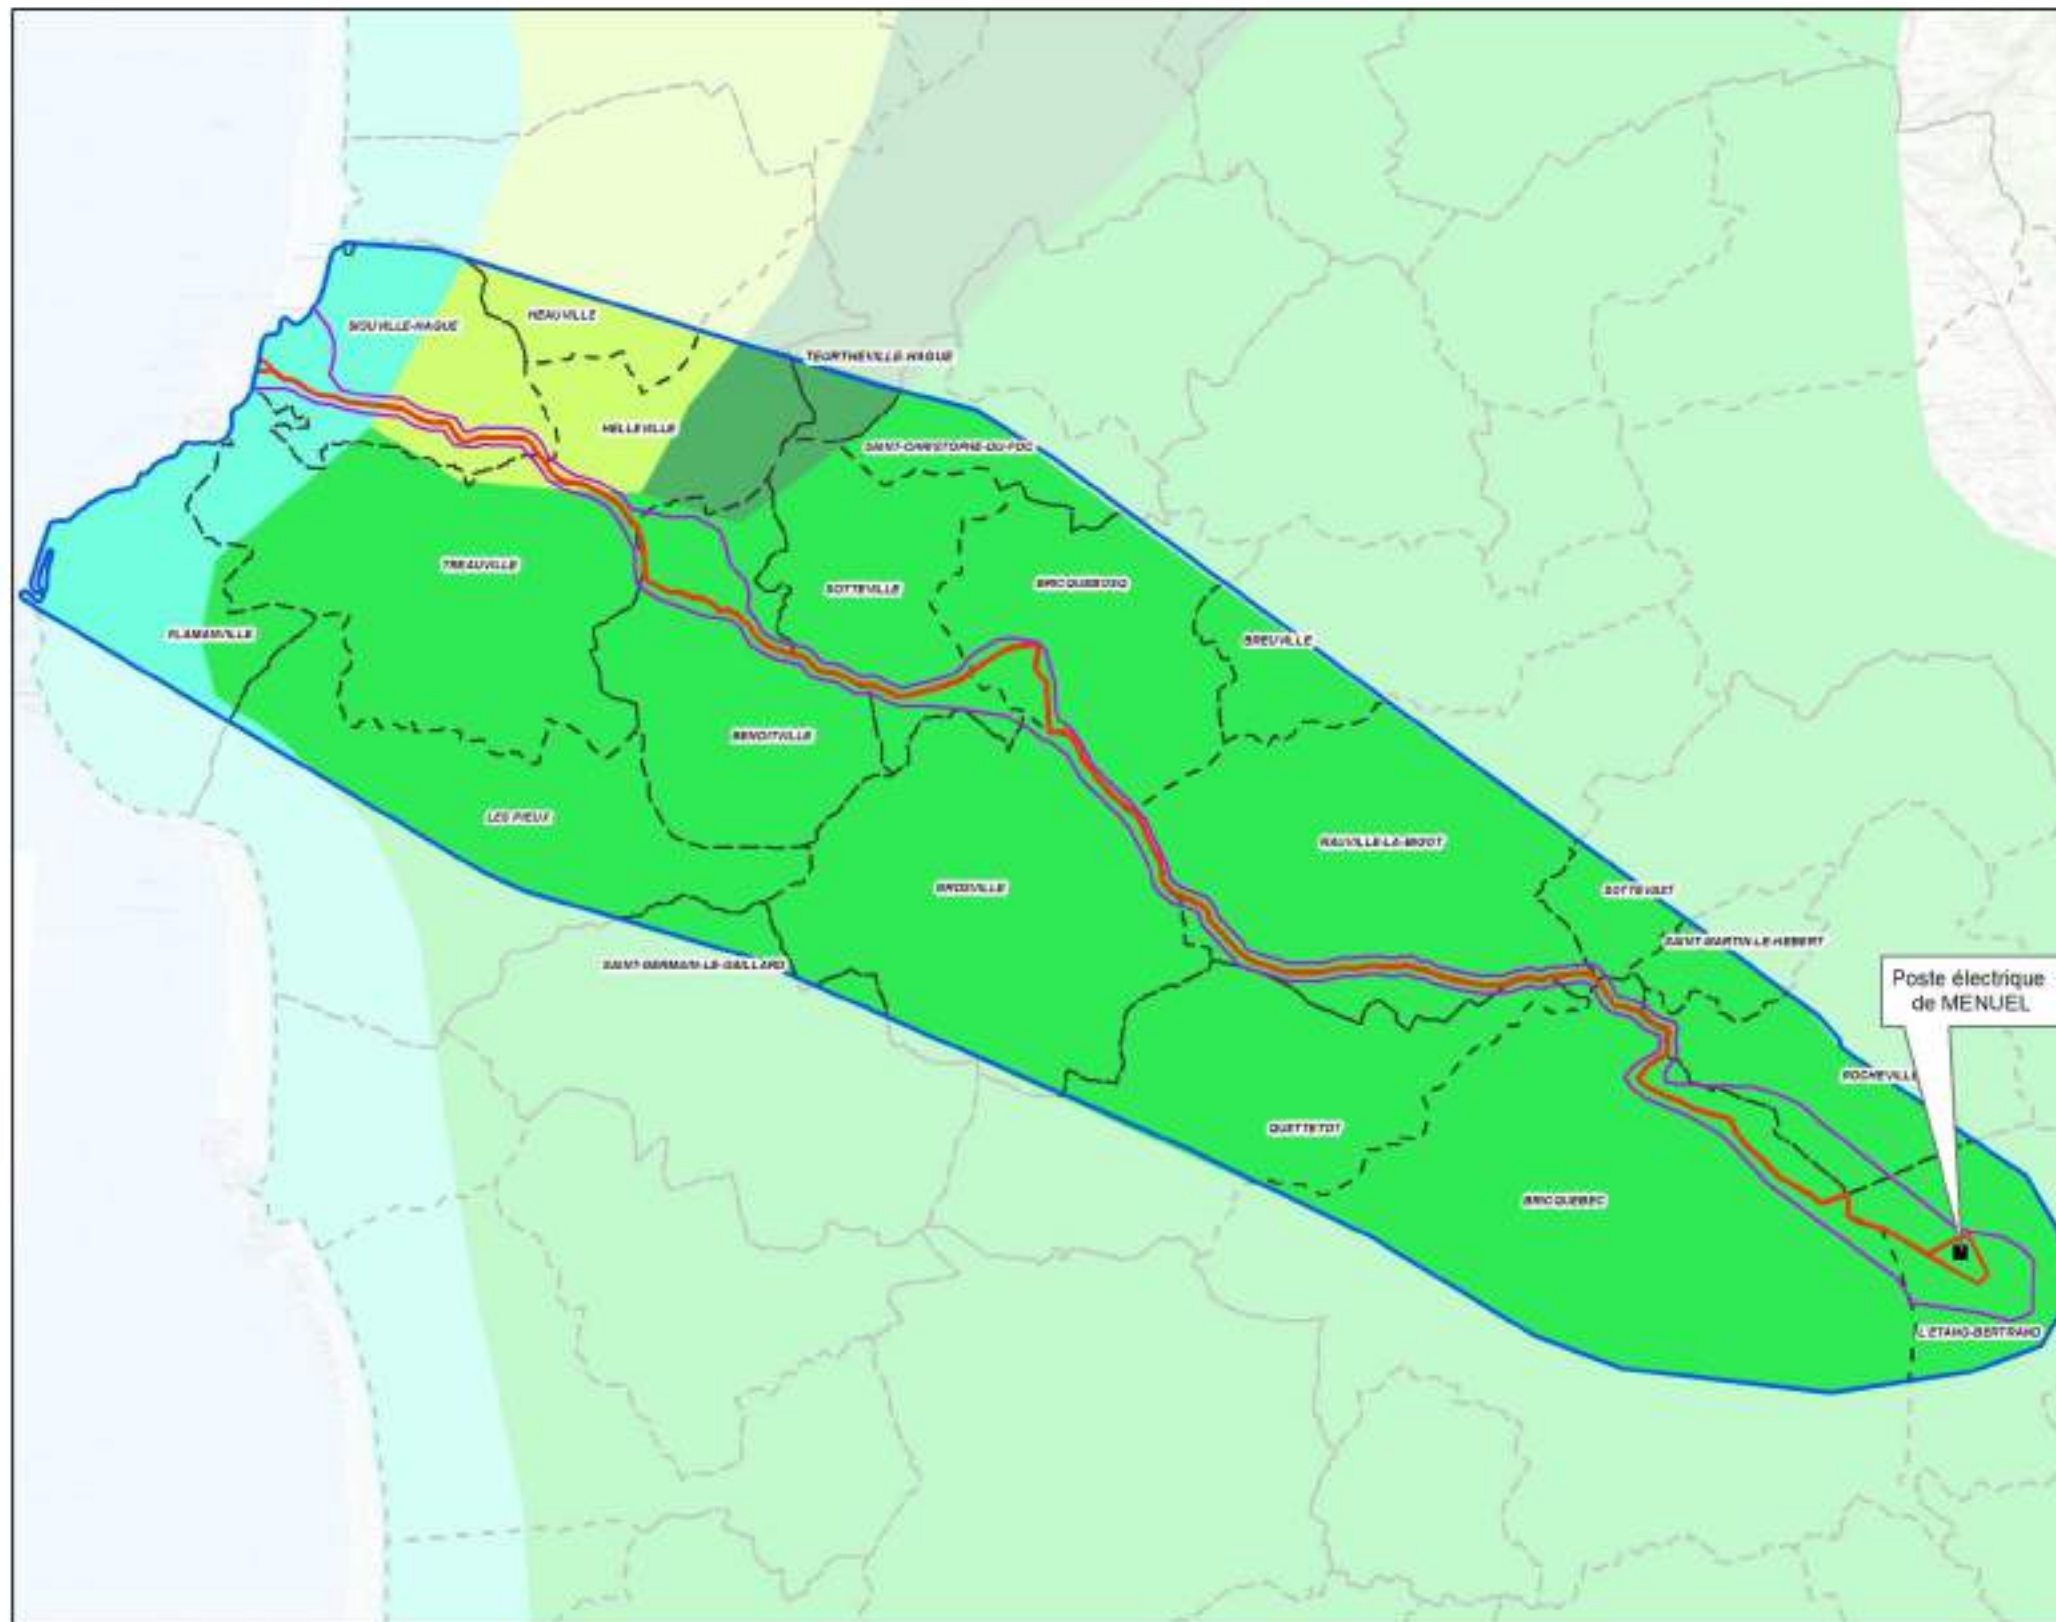 HEAUVILLE
SIOUVILLE-HAGUE
TEURTHEVILLE-HAGUE
HELLEVILLE
SAINT-CHRISTOPHE-DU-FOC
TREAUVILLE
SOTTEVILLE
BRICQUEBOSQ
FLAMANVILLE
BREUVILLE
BENOITVILLE
LES PIEUX
RAUVILLE-LA-BIGOT
GROSVILLE
SOTTEVAST
SAINT-MARTIN-LE-HEBERT
SAINT-GERMAIN-LE-GAILLARD
Poste électrique
de MENUEL
ROCHEVILLE
QUETTETOT
BRICQUEBEC
L'ETANG-BERTRAND